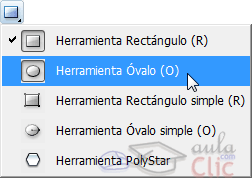 Herramienta Rectángulo (R)
Herramienta Óvalo (O)
Herramienta Rectángulo simple (R)
Herramienta Óvalo simple (O)
Herramienta PolyStar
aula
Clic